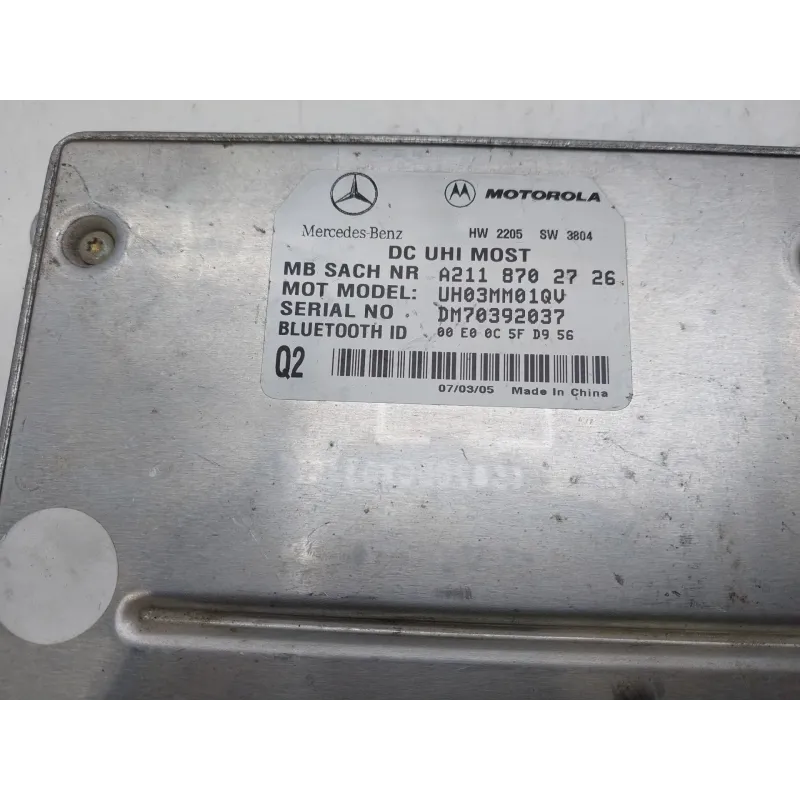 MOTOROLA
Mercedes-Benz HW 2205 SW 3804
DC UHI MOST
MB SACH NR A211 870 27 26
MOT MODEL: UH03MM01QV
SERIAL NO DM70392037
BLUETOOTH ID 00 E0 0C 5F D9 56
Q2
07/03/05 Made In China